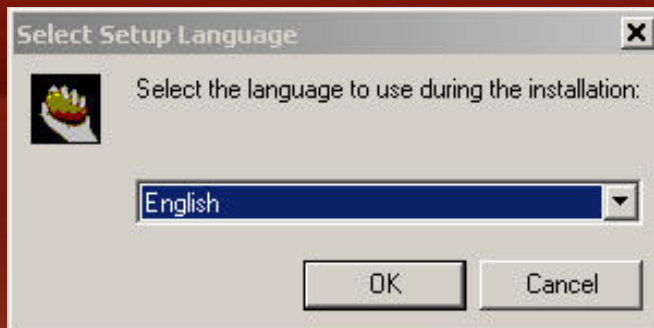 Select Setup Language
Select the language to use during the installation:
English
OK
Cancel